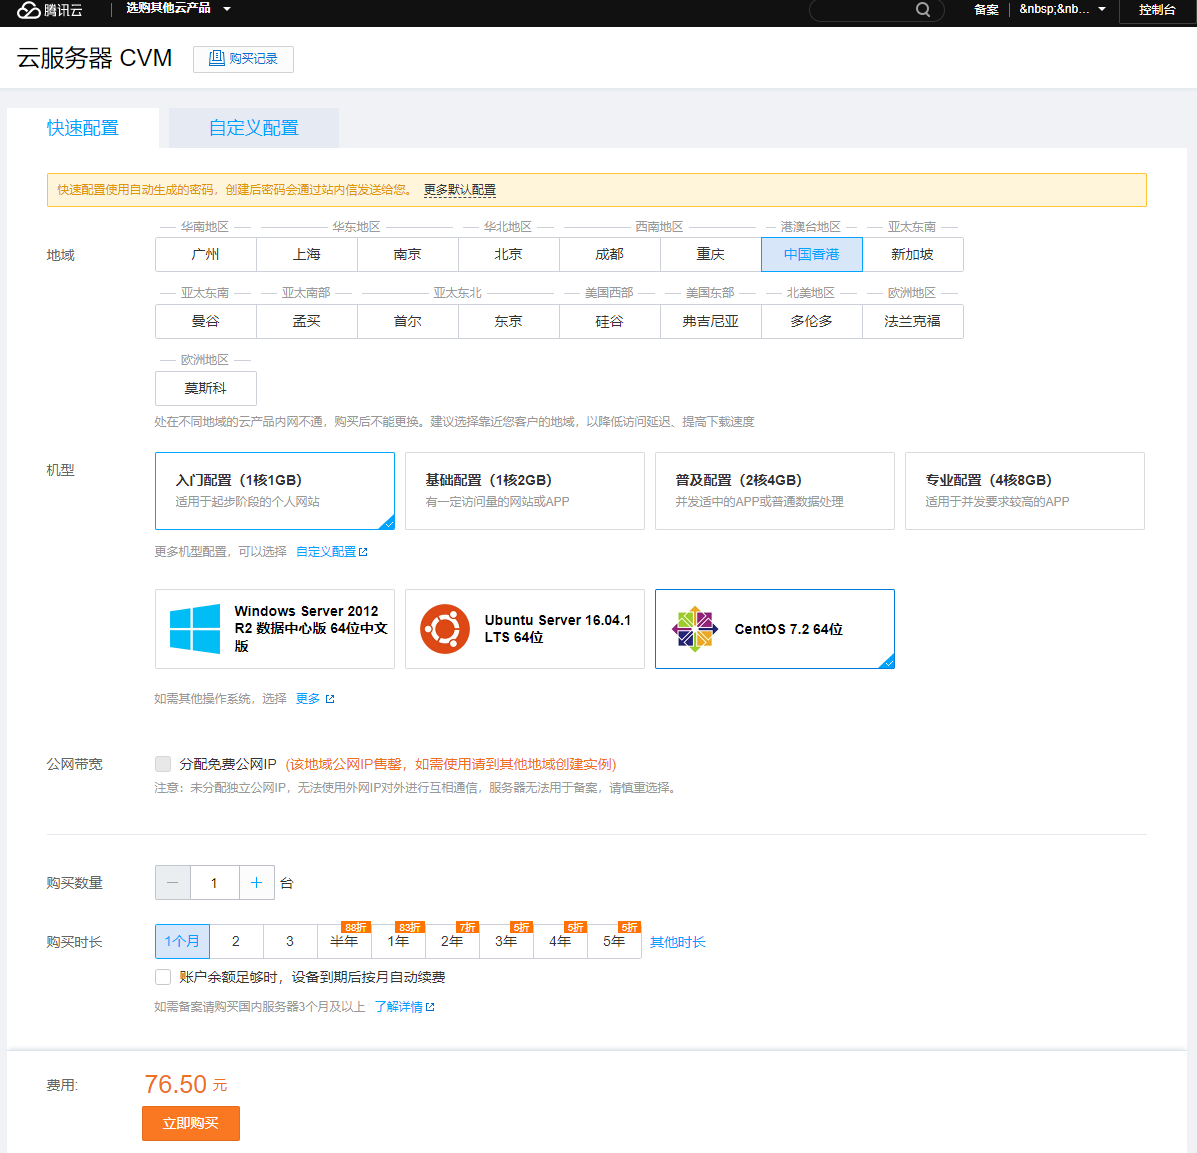 腾讯云 选购其他云产品 备案 &nbsp;&nb... 控制台
云服务器 CVM 购买记录
快速配置 自定义配置
快速配置使用自动生成的密码，创建后密码会通过站内信发送给您。 更多默认配置
华南地区 华东地区 华北地区 西南地区 港澳台地区 亚太东南
地域 广州 上海 南京 北京 成都 重庆 中国香港 新加坡
亚太东南 亚太南部 亚太东北 美国西部 美国东部 北美地区 欧洲地区
曼谷 孟买 首尔 东京 硅谷 弗吉尼亚 多伦多 法兰克福
欧洲地区
莫斯科
处在不同地域的云产品内网不通，购买后不能更换。建议选择靠近您客户的地域，以降低访问延迟、提高下载速度
机型 入门配置（1核1GB） 基础配置（1核2GB） 普及配置（2核4GB） 专业配置（4核8GB）
适用于起步阶段的个人网站 有一定访问量的网站或APP 并发适中的APP或普通数据处理 适用于并发要求较高的APP
更多机型配置，可以选择 自定义配置
Windows Server 2012
R2 数据中心版 64位中文
版
Ubuntu Server 16.04.1
LTS 64位
CentOS 7.2 64位
如需其他操作系统，选择 更多
公网带宽 分配免费公网IP (该地域公网IP售罄，如需使用请到其他地域创建实例)
注意：未分配独立公网IP，无法使用外网IP对外进行互相通信，服务器无法用于备案，请慎重选择。
购买数量 1 台
88折 83折 7折 5折 5折 5折
购买时长 1个月 2 3 半年 1年 2年 3年 4年 5年 其他时长
账户余额足够时，设备到期后按月自动续费
如需备案请购买国内服务器3个月及以上 了解详情
费用: 76.50 元
立即购买